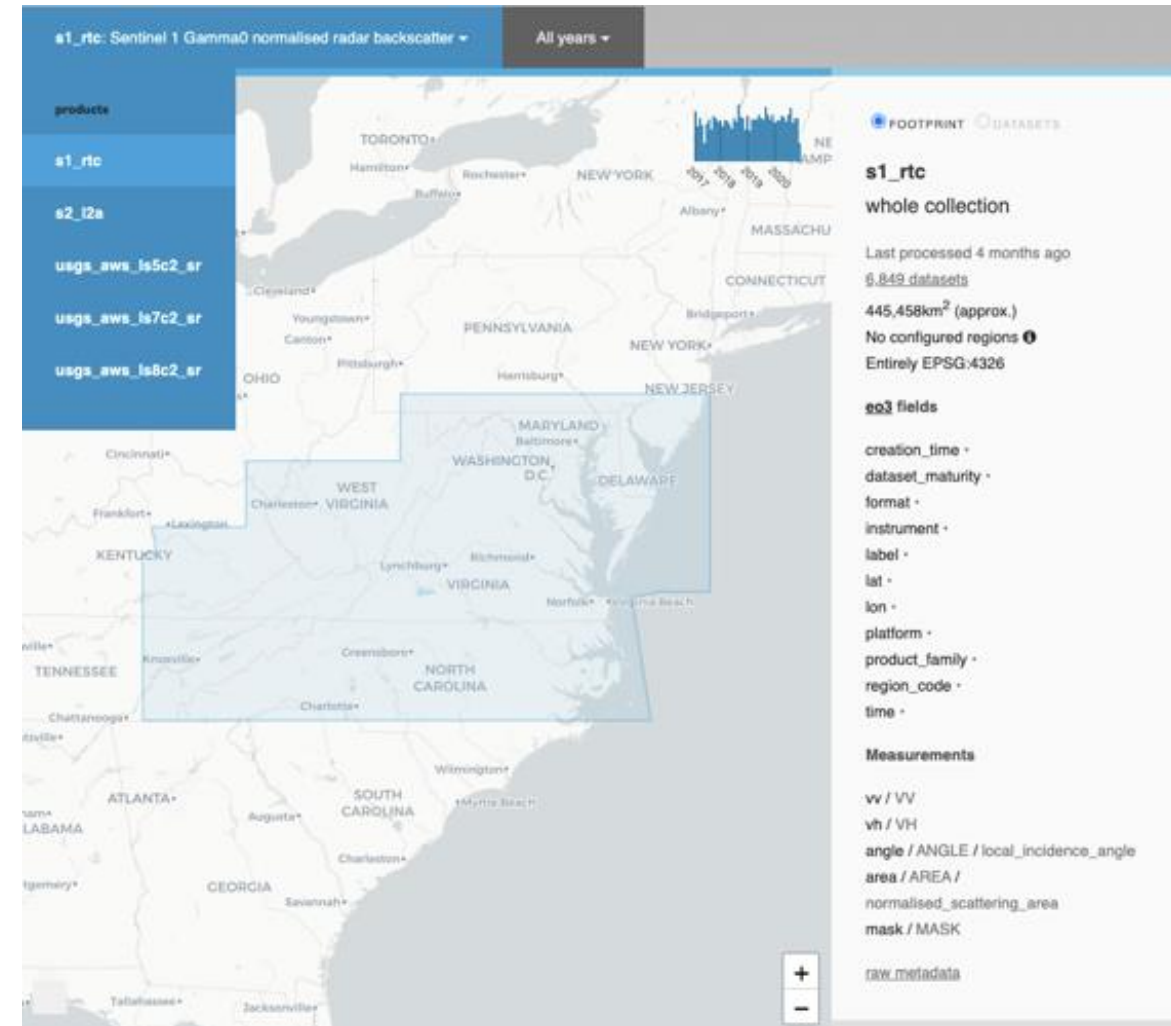 s1_rtc: Sentinel 1 Gamma0 normalised radar backscatter
All years
products
s1_rtc
s2_l2a
usgs_aws_ls5c2_sr
usgs_aws_ls7c2_sr
usgs_aws_ls8c2_sr
TORONTO
Hamilton
Buffalo
Rochester
NEW YORK
Albany
MASSACHU
CONNECTICUT
2017
2018
2019
2020
Cleveland
Youngstown
Canton
Bridgeport
PENNSYLVANIA
NEW YORK
Pittsburgh
OHIO
Harrisburg
NEW JERSEY
MARYLAND
Baltimore
Cincinnati
WASHINGTON,
D.C.
DELAWARE
WEST
VIRGINIA
Charleston
Frankfort
Lexington
KENTUCKY
Richmond
Lynchburg
VIRGINIA
Norfolk
Virginia Beach
Knoxville
Greensboro
TENNESSEE
NORTH
CAROLINA
Charlotte
Chattanooga
Wilmington
ATLANTA
SOUTH
CAROLINA
Myrtle Beach
Augusta
LABAMA
Charleston
GEORGIA
Savannah
Tallahassee
Jacksonville
+
−
FOOTPRINT DATASETS
s1_rtc
whole collection
Last processed 4 months ago
6,849 datasets
445,458km² (approx.)
No configured regions
Entirely EPSG:4326
eo3 fields
creation_time
dataset_maturity
format
instrument
label
lat
lon
platform
product_family
region_code
time
Measurements
vv / VV
vh / VH
angle / ANGLE / local_incidence_angle
area / AREA /
normalised_scattering_area
mask / MASK
raw metadata